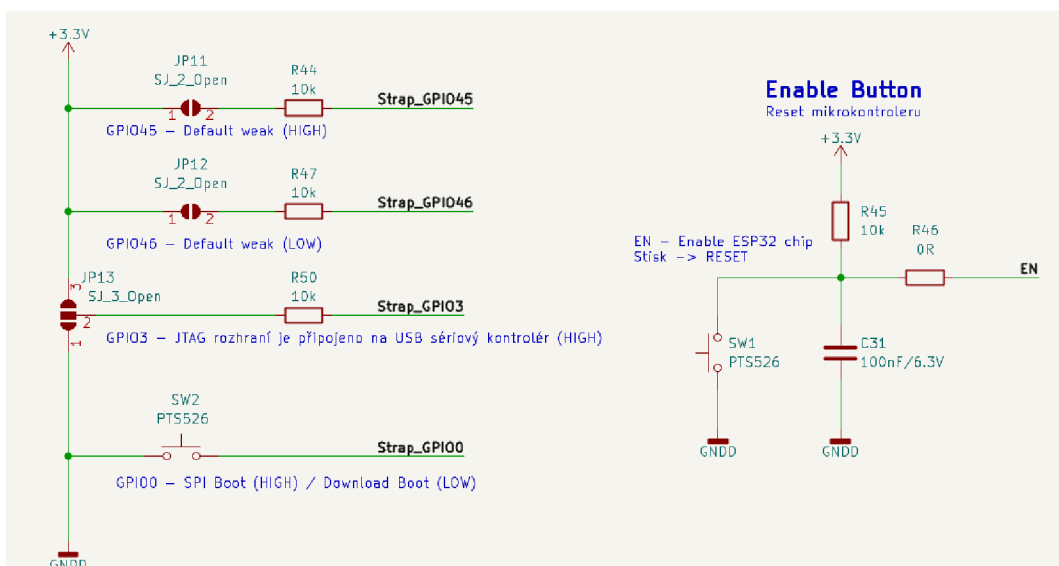 +3.3V
JP11
SJ_2_Open
R44
10k
Strap_GPIO45
1 2
GPIO45 – Default weak (HIGH)
JP12
SJ_2_Open
R47
10k
Strap_GPIO46
1 2
GPIO46 – Default weak (LOW)
JP13
SJ_3_Open
3
2
1
R50
10k
Strap_GPIO3
GPIO3 – JTAG rozhraní je připojeno na USB sériový kontrolér (HIGH)
SW2
PTS526
Strap_GPIO0
GPIO0 – SPI Boot (HIGH) / Download Boot (LOW)
GNDD
Enable Button
Reset mikrokontroleru
+3.3V
R45
10k
R46
0R
EN – Enable ESP32 chip
Stisk –> RESET
EN
SW1
PTS526
C31
100nF/6.3V
GNDD
GNDD